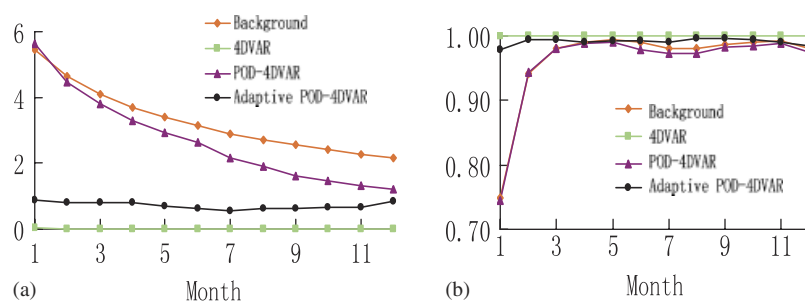 6
4
2
0
1
3
5
7
9
11
Month
(a)
Background
4DVAR
POD-4DVAR
Adaptive POD-4DVAR
1.00
0.90
0.80
0.70
1
3
5
7
9
11
Month
(b)
Background
4DVAR
POD-4DVAR
Adaptive POD-4DVAR